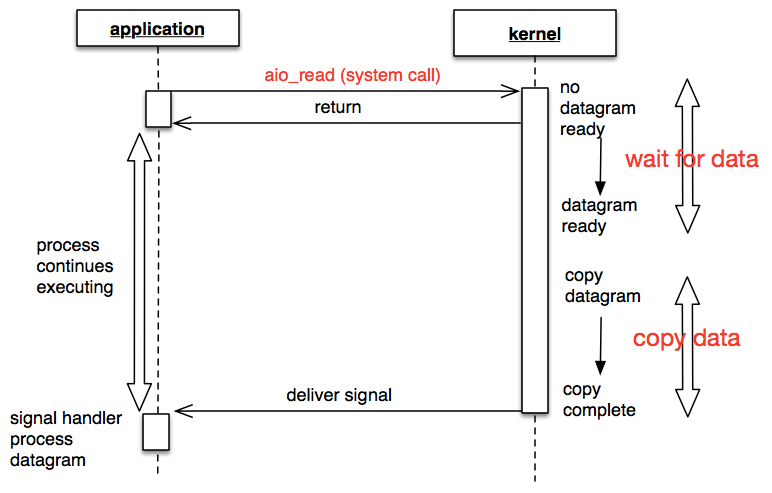 application
kernel
aio_read (system call)
return
no
datagram
ready
wait for data
datagram
ready
process
continues
executing
copy
datagram
copy data
deliver signal
copy
complete
signal handler
process
datagram